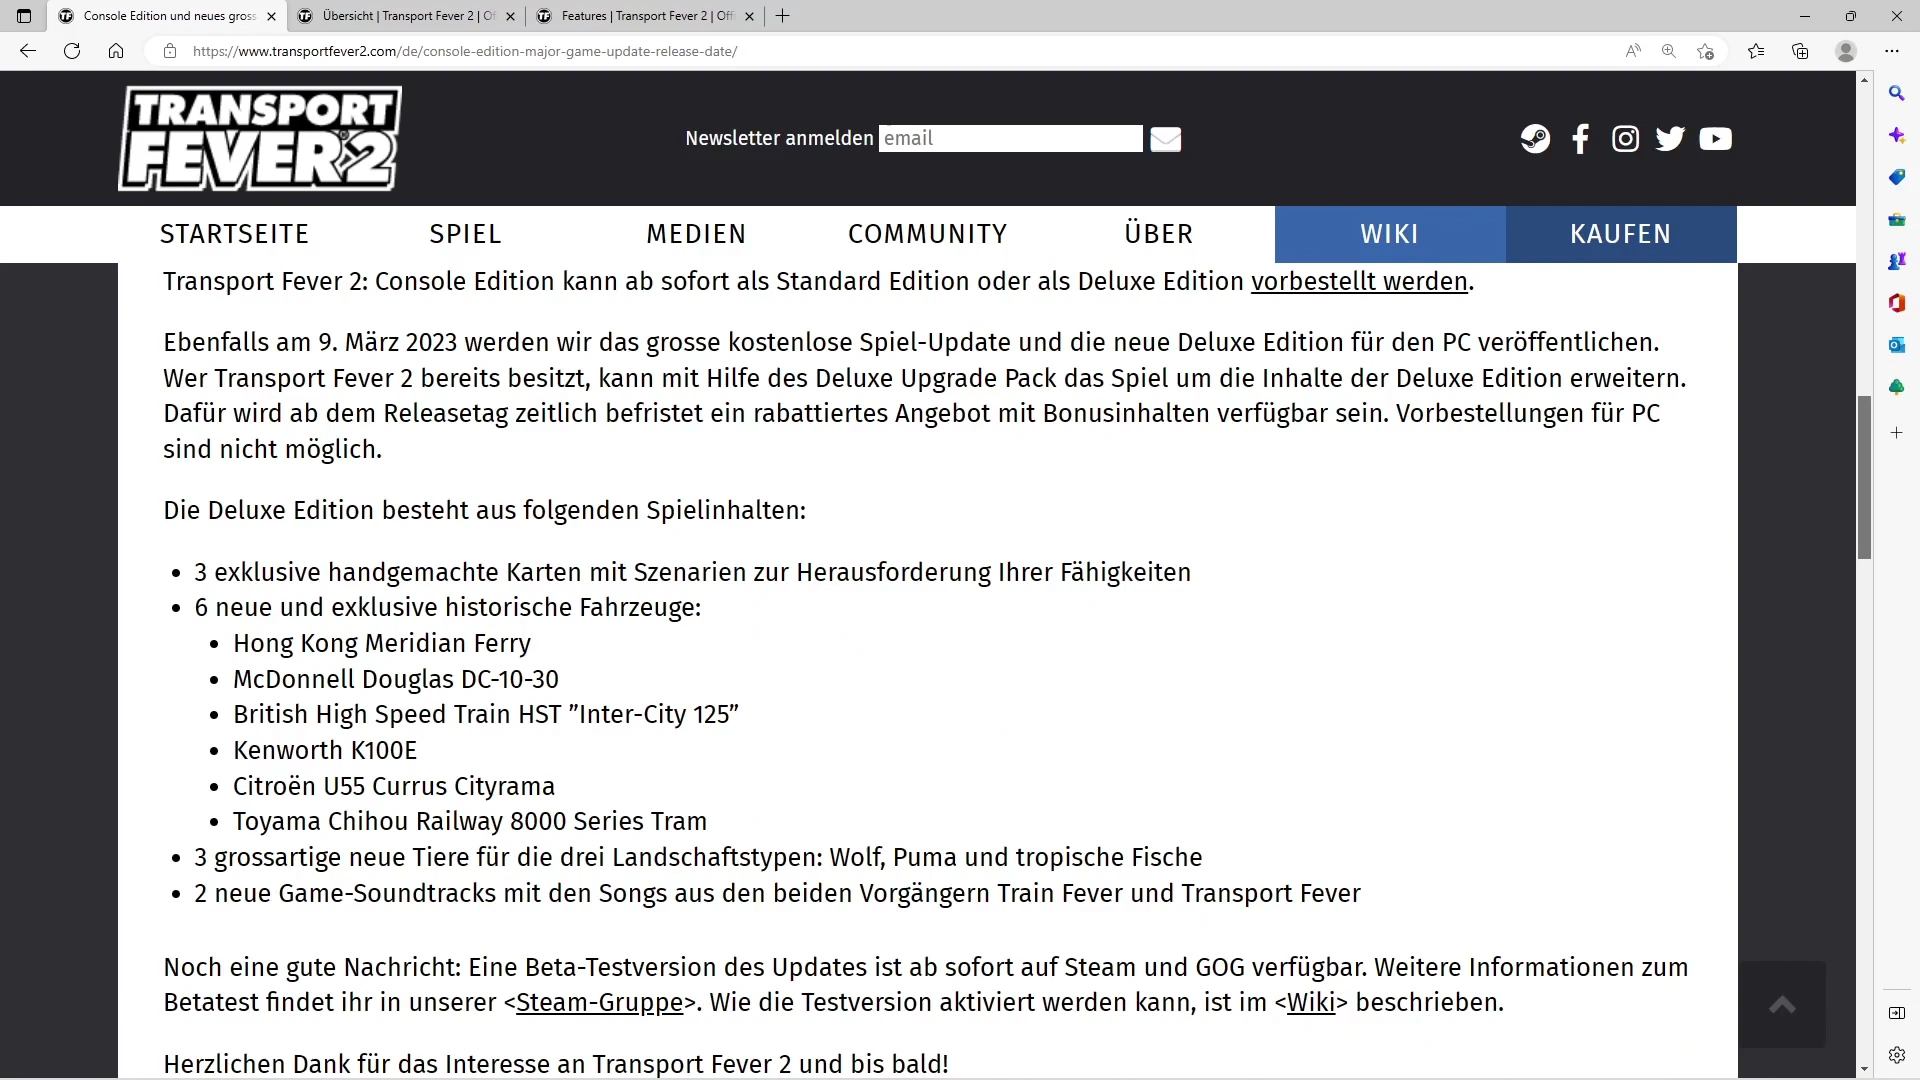 Console Edition und neues gross
Übersicht | Transport Fever 2 | Of
Features | Transport Fever 2 | Offi
https://www.transportfever2.com/de/console-edition-major-game-update-release-date/
TRANSPORT
FEVER®2
Newsletter anmelden email
STARTSEITE SPIEL MEDIEN COMMUNITY ÜBER WIKI KAUFEN
Transport Fever 2: Console Edition kann ab sofort als Standard Edition oder als Deluxe Edition vorbestellt werden.
Ebenfalls am 9. März 2023 werden wir das grosse kostenlose Spiel-Update und die neue Deluxe Edition für den PC veröffentlichen.
Wer Transport Fever 2 bereits besitzt, kann mit Hilfe des Deluxe Upgrade Pack das Spiel um die Inhalte der Deluxe Edition erweitern.
Dafür wird ab dem Releasetag zeitlich befristet ein rabattiertes Angebot mit Bonusinhalten verfügbar sein. Vorbestellungen für PC
sind nicht möglich.
Die Deluxe Edition besteht aus folgenden Spielinhalten:
• 3 exklusive handgemachte Karten mit Szenarien zur Herausforderung Ihrer Fähigkeiten
• 6 neue und exklusive historische Fahrzeuge:
• Hong Kong Meridian Ferry
• McDonnell Douglas DC-10-30
• British High Speed Train HST ”Inter-City 125”
• Kenworth K100E
• Citroën U55 Currus Cityrama
• Toyama Chihou Railway 8000 Series Tram
• 3 grossartige neue Tiere für die drei Landschaftstypen: Wolf, Puma und tropische Fische
• 2 neue Game-Soundtracks mit den Songs aus den beiden Vorgängern Train Fever und Transport Fever
Noch eine gute Nachricht: Eine Beta-Testversion des Updates ist ab sofort auf Steam und GOG verfügbar. Weitere Informationen zum
Betatest findet ihr in unserer <Steam-Gruppe>. Wie die Testversion aktiviert werden kann, ist im <Wiki> beschrieben.
Herzlichen Dank für das Interesse an Transport Fever 2 und bis bald!